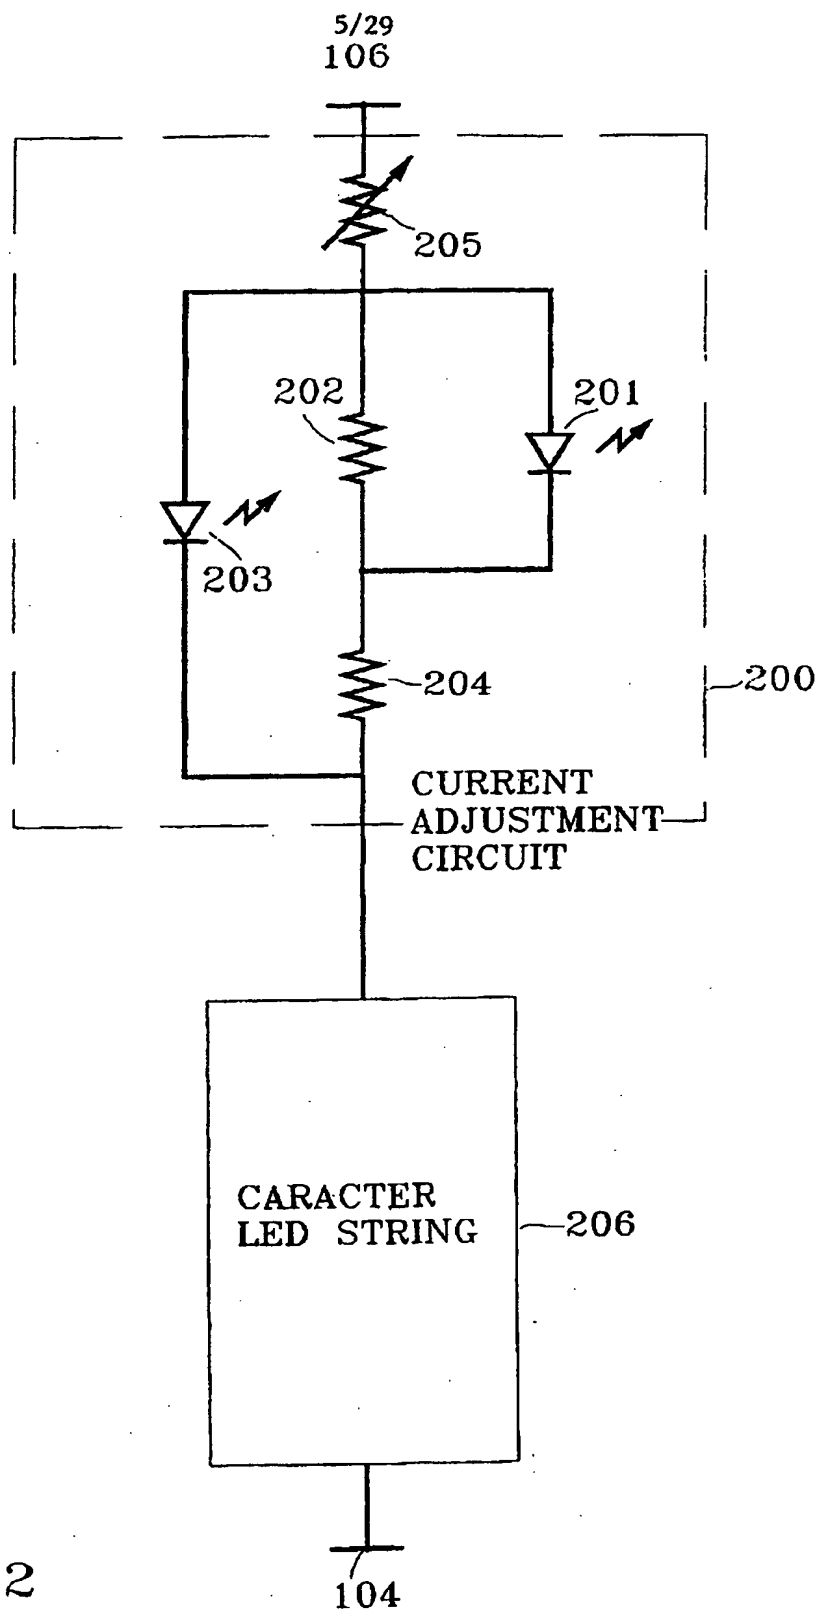 5/29
106
205
202
201
203
204
200
CURRENT
ADJUSTMENT
CIRCUIT
CARACTER
LED STRING
206
104
2